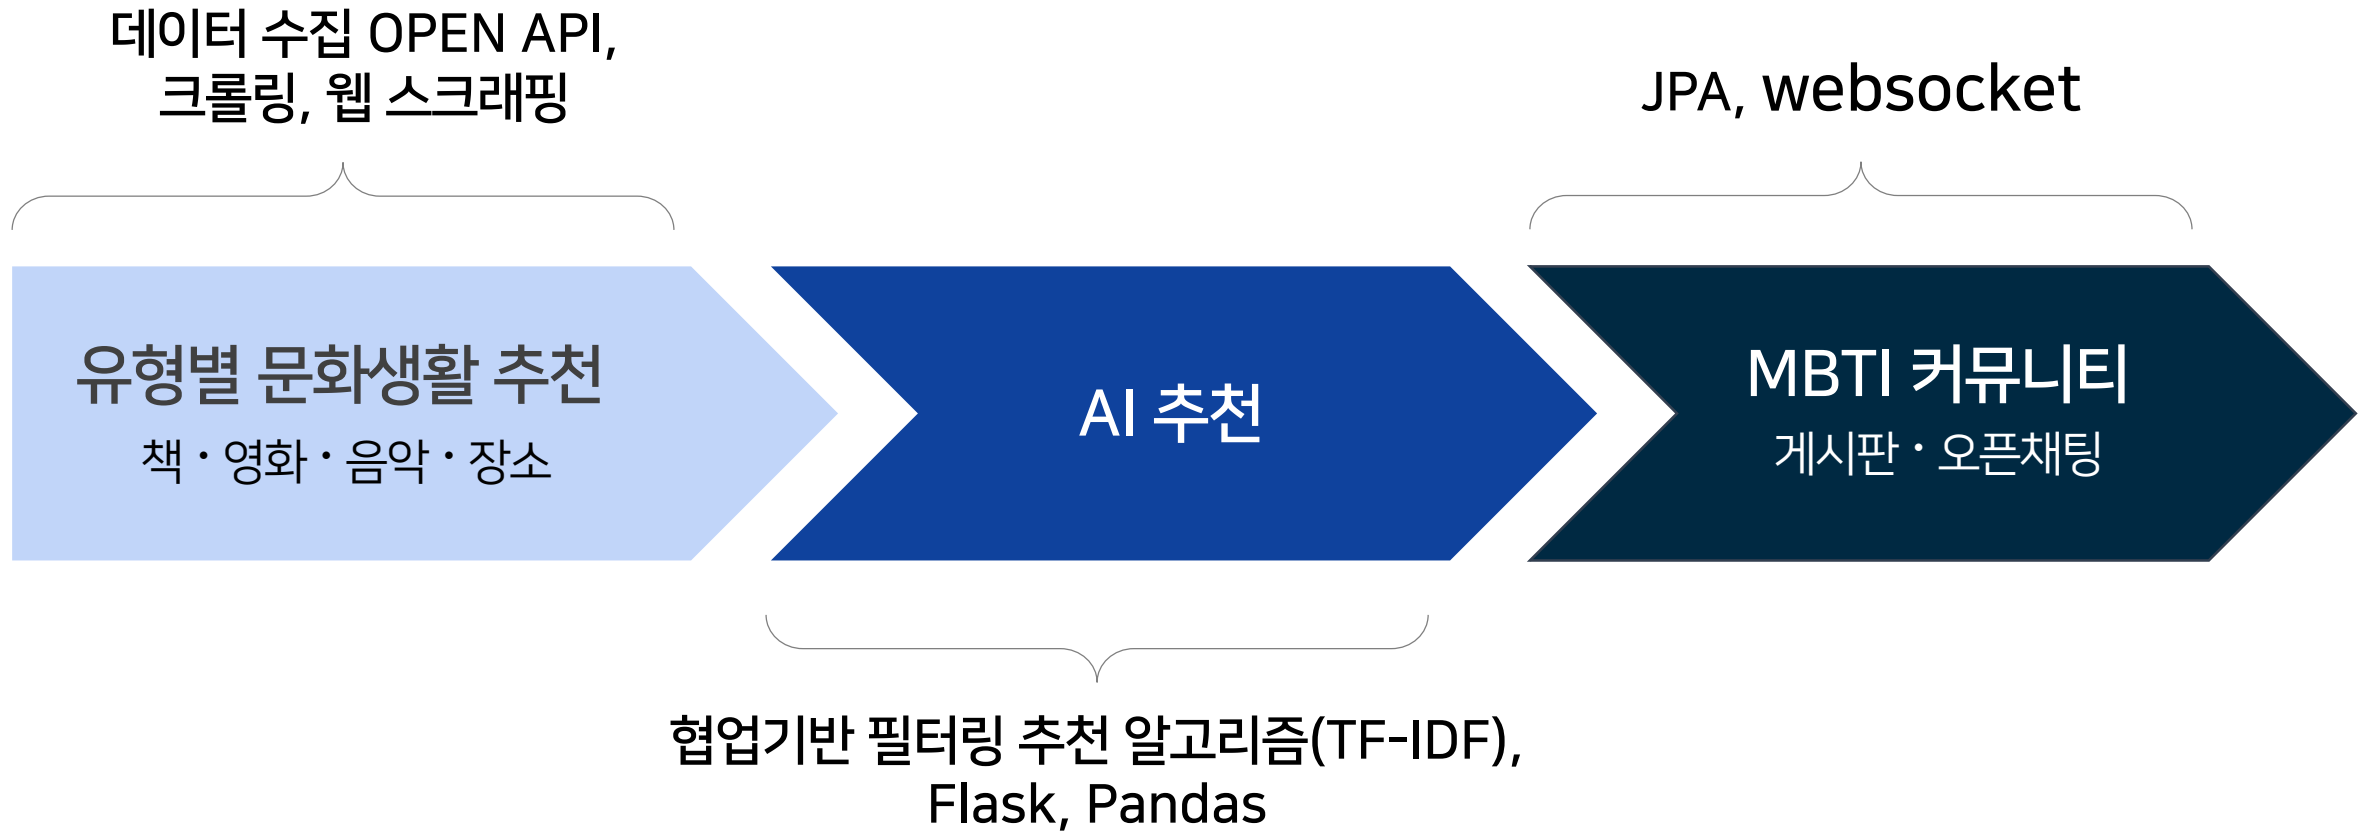 데이터 수집 OPEN API,
크롤링, 웹 스크래핑
JPA, websocket
유형별 문화생활 추천
책・영화・음악・장소
AI 추천
MBTI 커뮤니티
게시판・오픈채팅
협업기반 필터링 추천 알고리즘(TF-IDF),
Flask, Pandas